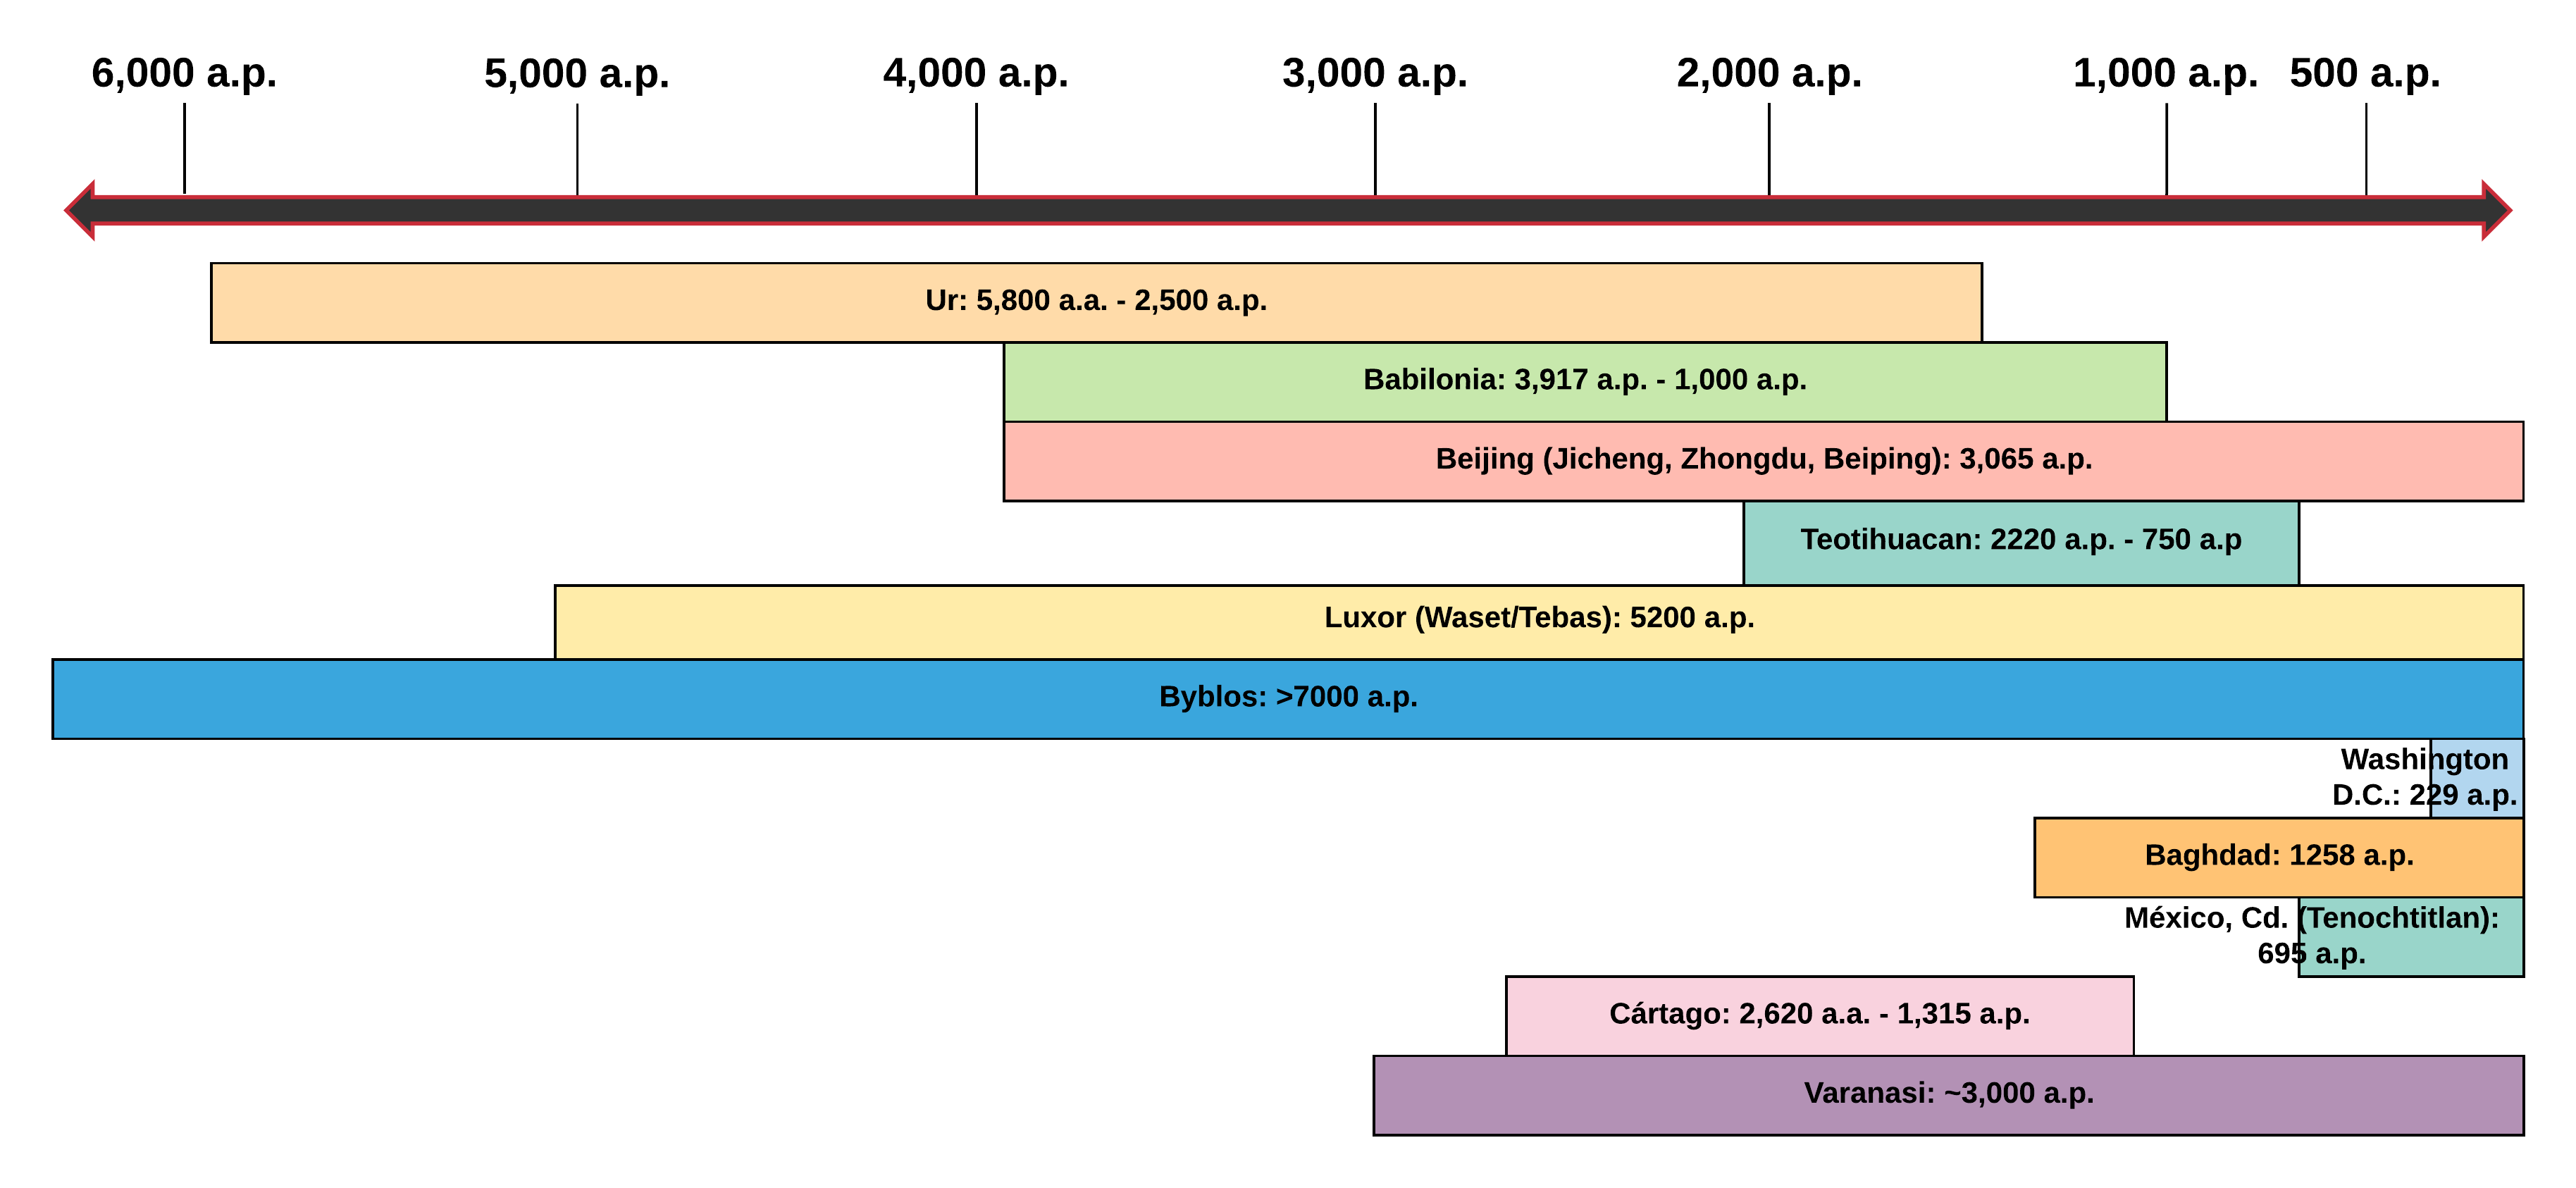 6,000 a.p.
5,000 a.p.
4,000 a.p.
3,000 a.p.
2,000 a.p.
1,000 a.p.
500 a.p.
Ur: 5,800 a.a. - 2,500 a.p.
Babilonia: 3,917 a.p. - 1,000 a.p.
Beijing (Jicheng, Zhongdu, Beiping): 3,065 a.p.
Teotihuacan: 2220 a.p. - 750 a.p
Luxor (Waset/Tebas): 5200 a.p.
Byblos: >7000 a.p.
Washington
D.C.: 229 a.p.
Baghdad: 1258 a.p.
México, Cd. (Tenochtitlan):
695 a.p.
Cártago: 2,620 a.a. - 1,315 a.p.
Varanasi: ~3,000 a.p.